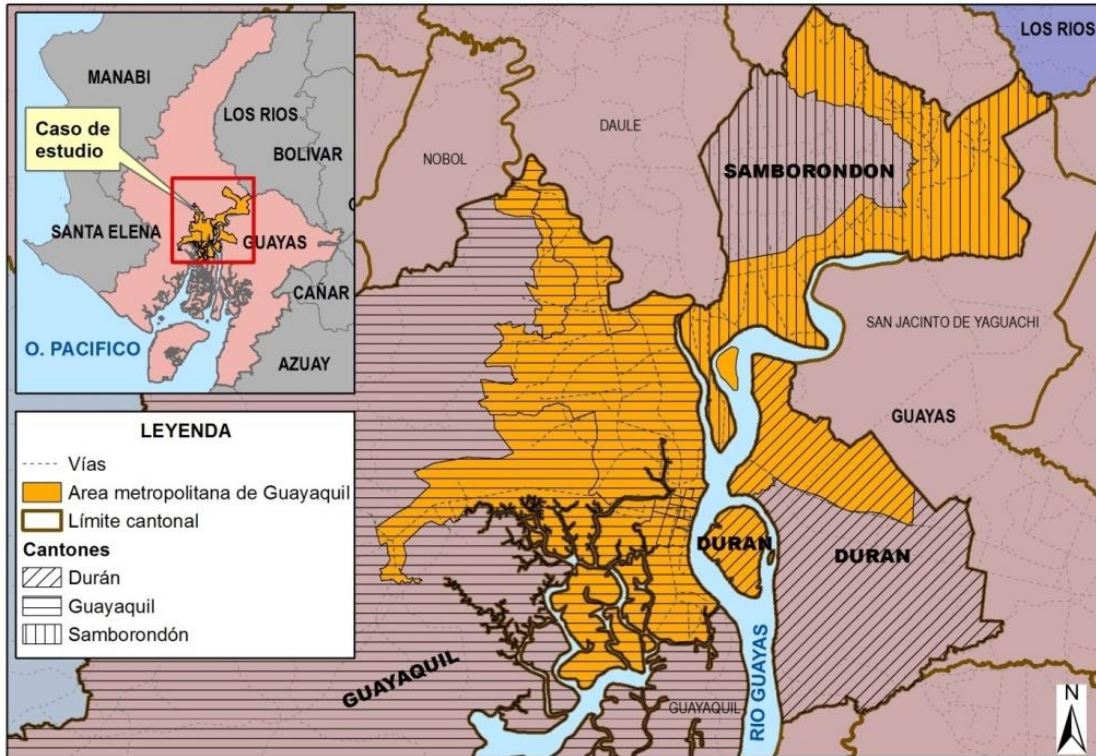 MANABI
LOS RIOS
Caso de
estudio
BOLIVAR
SANTA ELENA
GUAYAS
CAÑAR
O. PACIFICO
AZUAY
LEYENDA
Vías
Area metropolitana de Guayaquil
Límite cantonal
Cantones
Durán
Guayaquil
Samborondón
LOS RIOS
DAULE
NOBOL
SAMBORONDON
SAN JACINTO DE YAGUACHI
GUAYAS
DURAN
DURAN
GUAYAQUIL
GUAYAQUIL
RIO GUAYAS
N